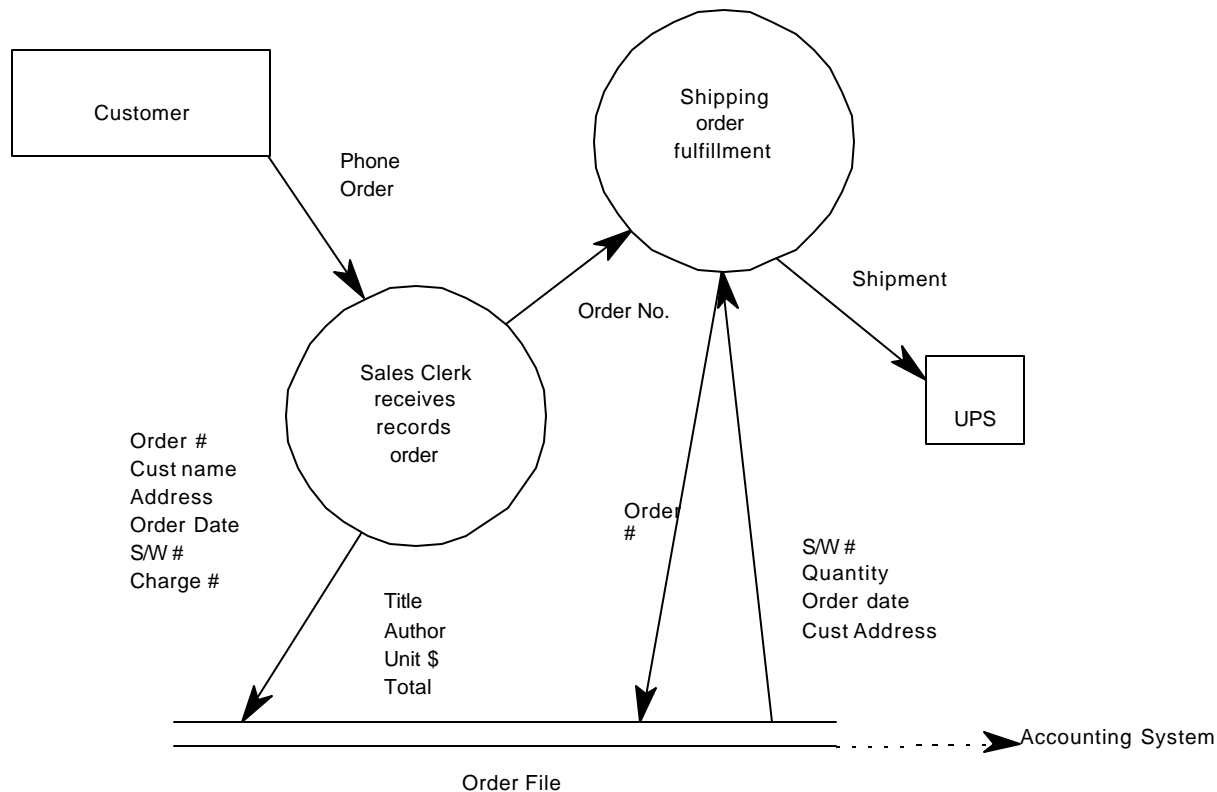 Customer
Phone
Order
Shipping
order
fulfillment
Order No.
Shipment
UPS
Sales Clerk
receives
records
order
Order #
Cust name
Address
Order Date
S/W #
Charge #
Title
Author
Unit $
Total
Order
#
S/W #
Quantity
Order date
Cust Address
Accounting System
Order File